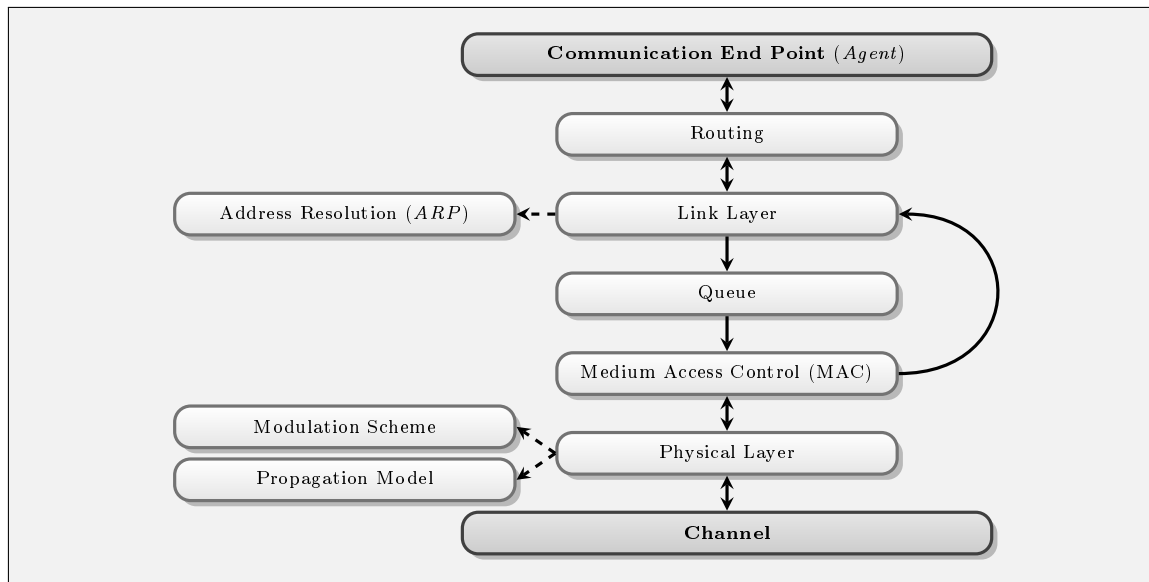 Communication End Point (Agent)
Routing
Address Resolution (ARP)
Link Layer
Queue
Medium Access Control (MAC)
Modulation Scheme
Physical Layer
Propagation Model
Channel